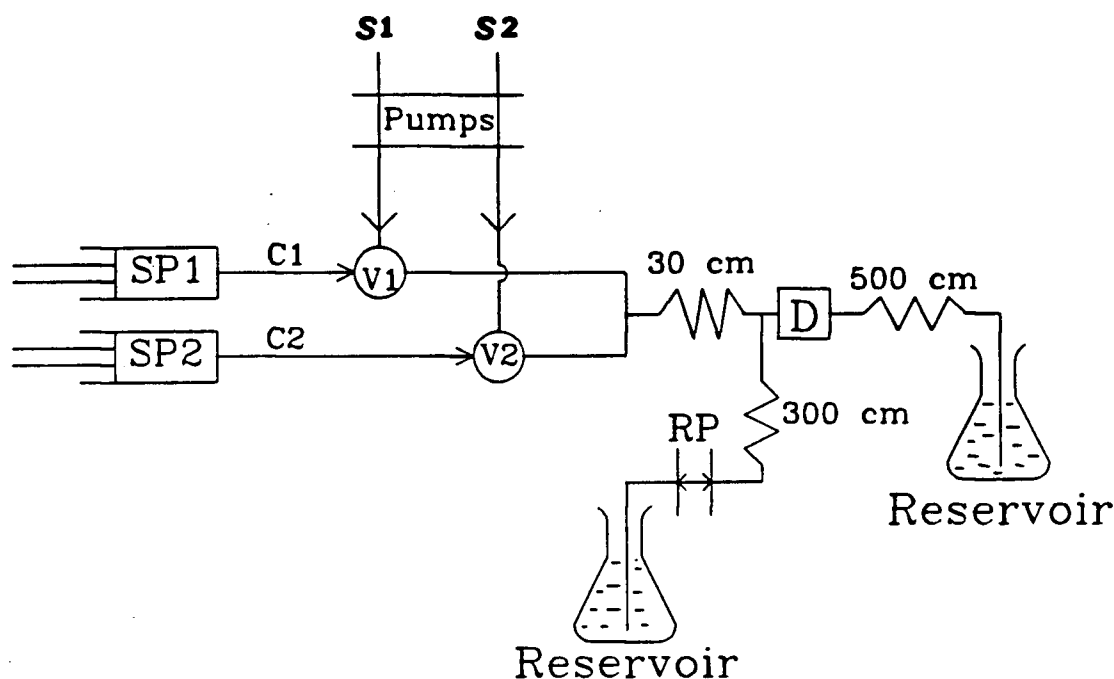 S1 S2
Pumps
SP1 C1 V1
30 cm
500 cm
D
SP2 C2 V2
300 cm
RP
Reservoir
Reservoir